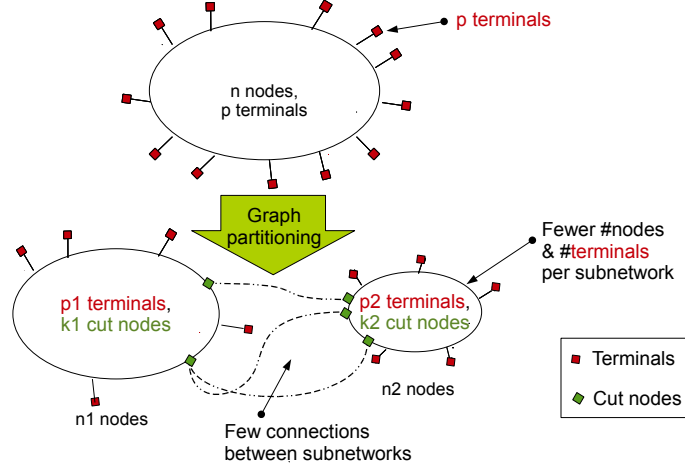 p terminals
n nodes,
p terminals
Graph
partitioning
Fewer #nodes
& #terminals
per subnetwork
p1 terminals,
k1 cut nodes
p2 terminals,
k2 cut nodes
n1 nodes
n2 nodes
Few connections
between subnetworks
Terminals
Cut nodes